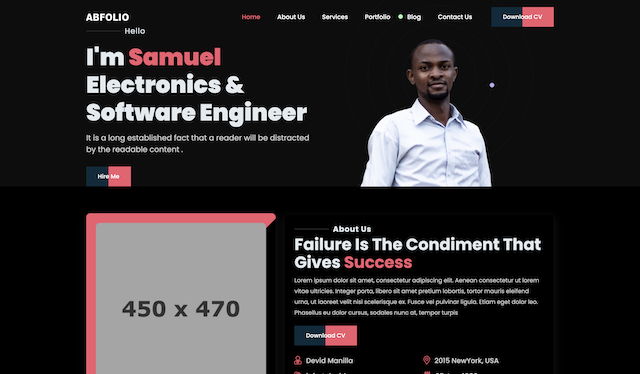 ABFOLIO
Home About Us Services Portfolio Blog Contact Us Download CV
Hello
I'm Samuel
Electronics &
Software Engineer
It is a long established fact that a reader will be distracted
by the readable content .
Hire Me
450 x 470
About Us
Failure Is The Condiment That
Gives Success
Lorem ipsum dolor sit amet, consectetur adipiscing elit. Aenean consectetur ut lorem
vitae ultricies. Integer porta, libero sit amet pretium lobortis, tortor mauris eleifend
urna, ut laoreet velit nisi scelerisque ex. Fusce vel pulvinar ligula. Etiam eget dolor leo.
Phasellus eu dolor cursus, sodales nunc at, tempor turpis
Download CV
Devid Manilla
2015 NewYork, USA